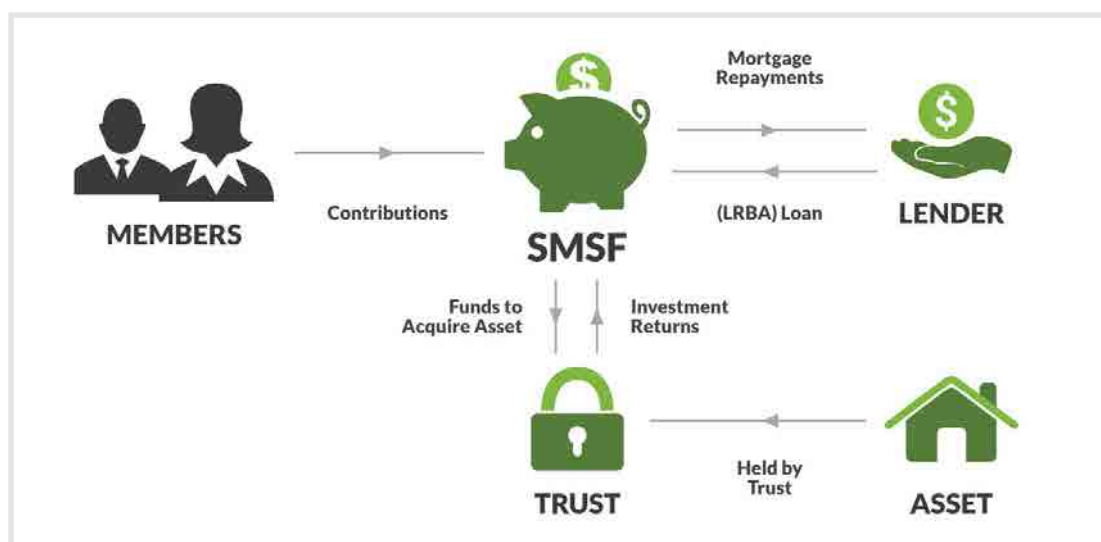 Mortgage
Repayments
$
$
Contributions
(LRBA) Loan
MEMBERS
SMSF
LENDER
Funds to
Acquire Asset
Investment
Returns
Held by
Trust
TRUST
ASSET